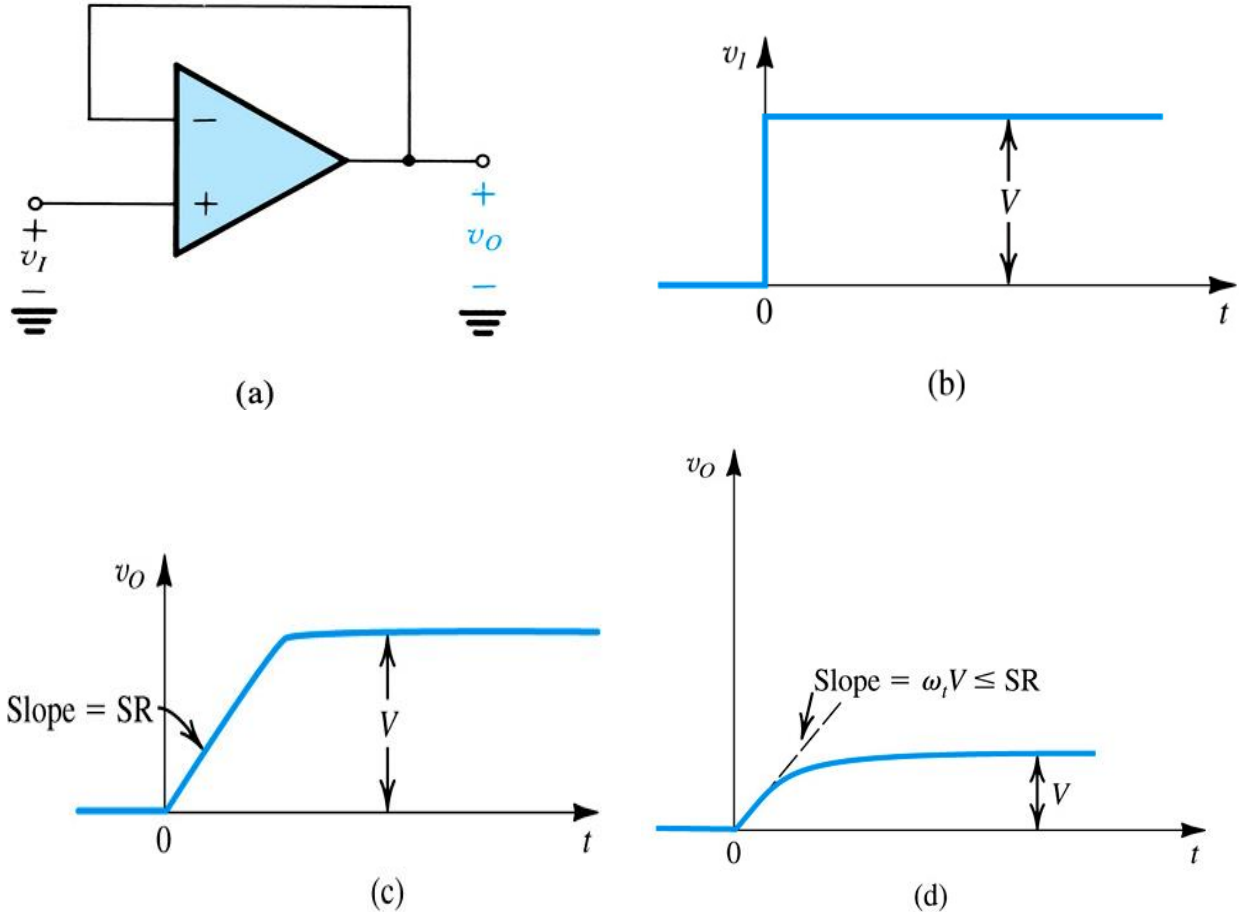 −
+
+
v_I
−
+
v_O
−
(a)
v_I
V
0
t
(b)
v_O
Slope = SR
V
0
t
(c)
v_O
Slope = ω_t V ≤ SR
V
0
t
(d)